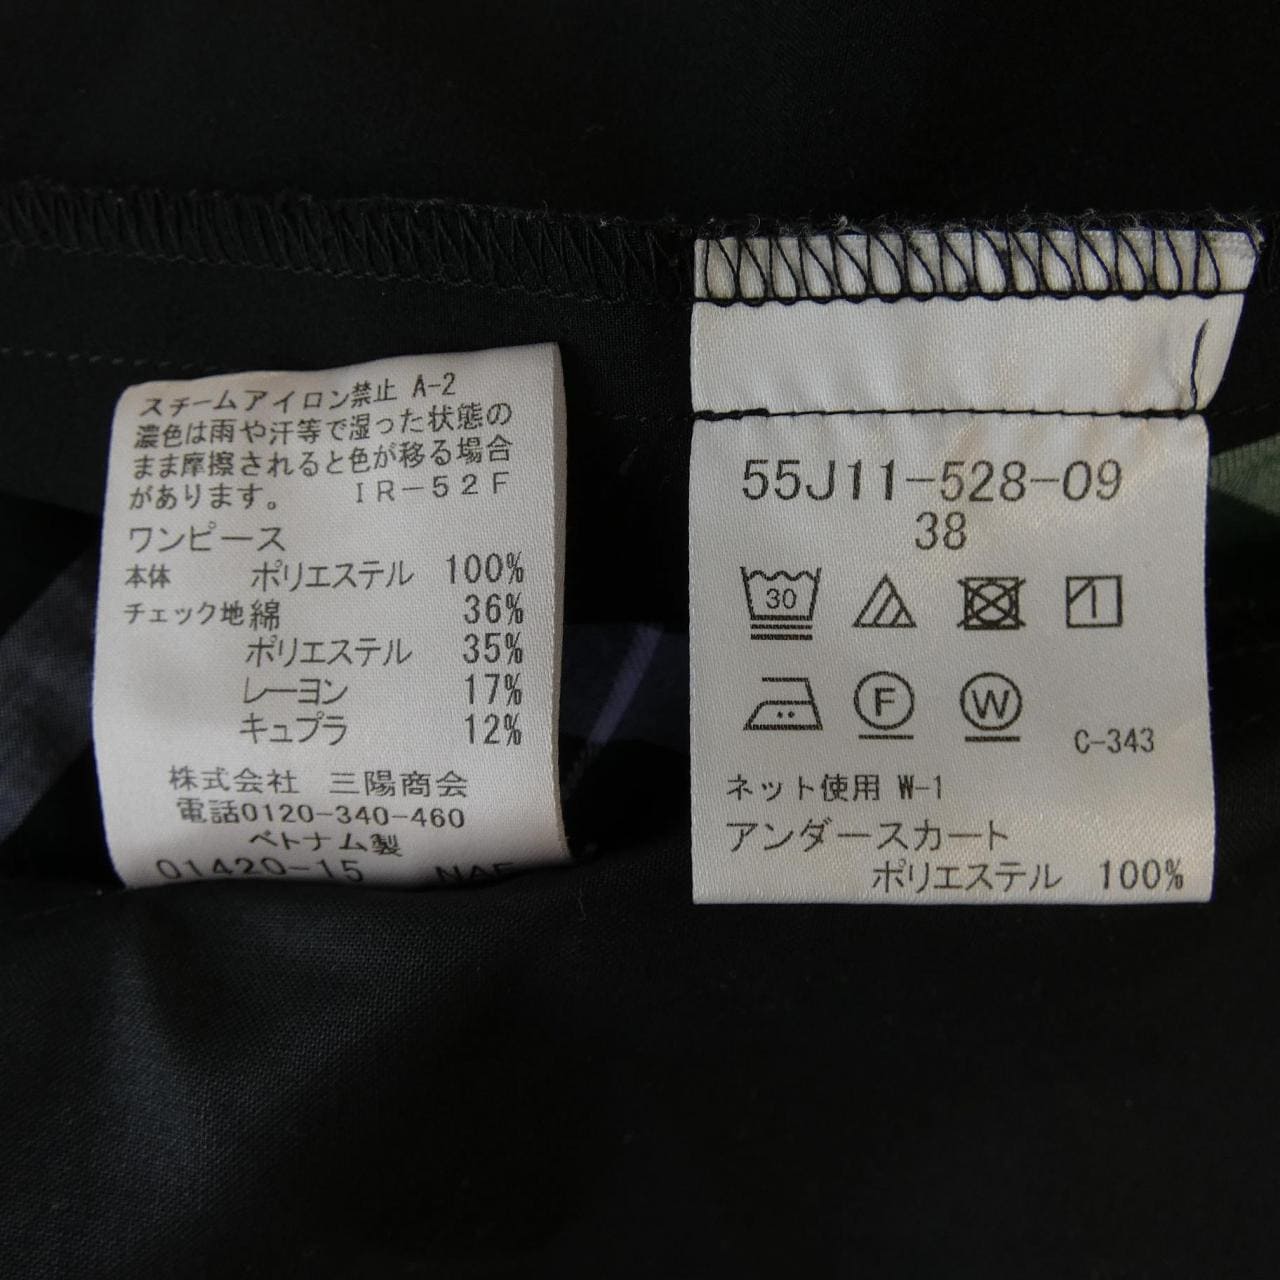 スチームアイロン禁止 A-2
濃色は雨や汗等で湿った状態の
まま摩擦されると色が移る場合
があります。 IR-52F
ワンピース
本体 ポリエステル 100%
チェック地 綿 36%
ポリエステル 35%
レーヨン 17%
キュプラ 12%
株式会社 三陽商会
電話0120-340-460
ベトナム製
01420-15
55J11-528-09
38
30
F W
C-343
ネット使用 W-1
アンダースカート
ポリエステル 100%